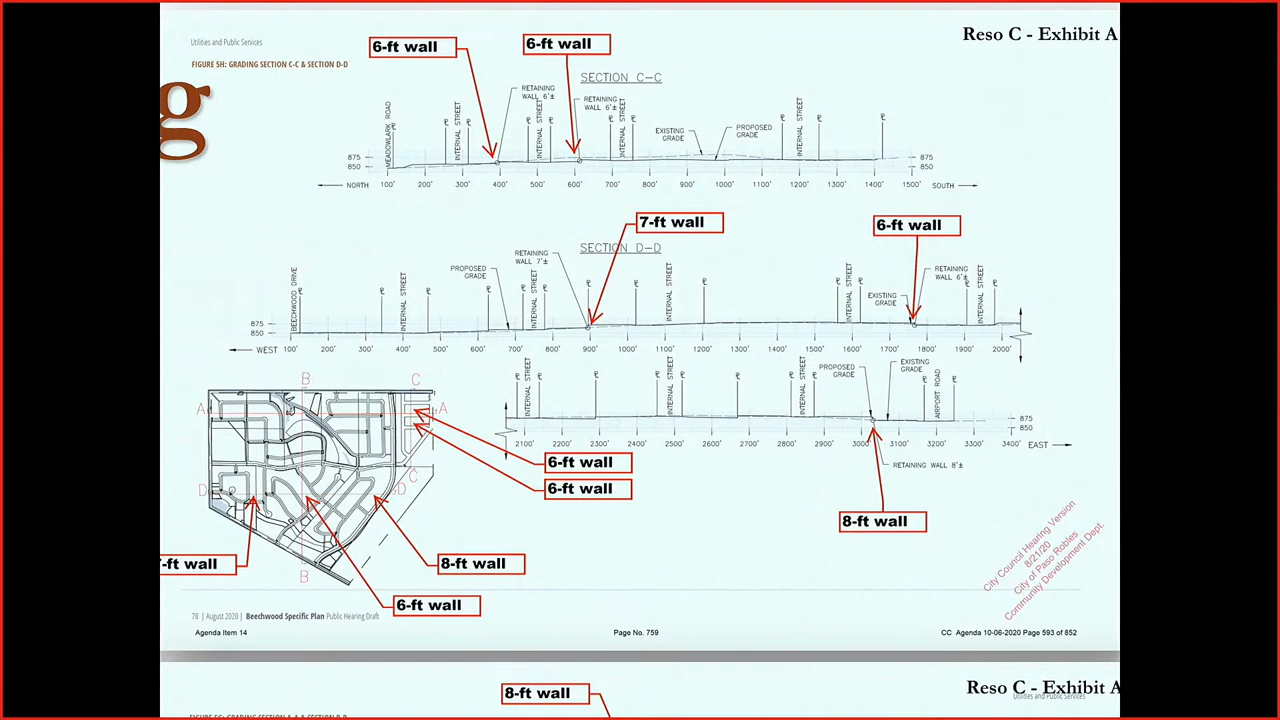 Reso C - Exhibit A
Utilities and Public Services
FIGURE 5H: GRADING SECTION C-C & SECTION D-D
g
6-ft wall
6-ft wall
SECTION C-C
RETAINING
WALL 6'±
RETAINING
WALL 6'±
MEADOWLARK ROAD
INTERNAL STREET
INTERNAL STREET
INTERNAL STREET
INTERNAL STREET
EXISTING
GRADE
PROPOSED
GRADE
875
850
875
850
NORTH
100' 200' 300' 400' 500' 600' 700' 800' 900' 1000' 1100' 1200' 1300' 1400' 1500'
SOUTH
7-ft wall
6-ft wall
SECTION D-D
RETAINING
WALL 7'±
PROPOSED
GRADE
RETAINING
WALL 6'±
EXISTING
GRADE
BEECHWOOD DRIVE
INTERNAL STREET
INTERNAL STREET
INTERNAL STREET
INTERNAL STREET
INTERNAL STREET
875
850
WEST
100' 200' 300' 400' 500' 600' 700' 800' 900' 1000' 1100' 1200' 1300' 1400' 1500' 1600' 1700' 1800' 1900' 2000'
INTERNAL STREET
INTERNAL STREET
INTERNAL STREET
PROPOSED
GRADE
EXISTING
GRADE
AIRPORT ROAD
875
850
2100' 2200' 2300' 2400' 2500' 2600' 2700' 2800' 2900' 3000' 3100' 3200' 3300' 3400'
EAST
RETAINING WALL 8'±
8-ft wall
B C
A A
C
D D
B
6-ft wall
6-ft wall
-ft wall
8-ft wall
6-ft wall
City Council Hearing Version
8/21/20
City of Paso Robles
Community Development Dept.
78 | August 2020 | Beechwood Specific Plan Public Hearing Draft
Agenda Item 14 Page No. 759 CC Agenda 10-06-2020 Page 593 of 852
8-ft wall
Reso C - Exhibit A
Utilities and Public Services